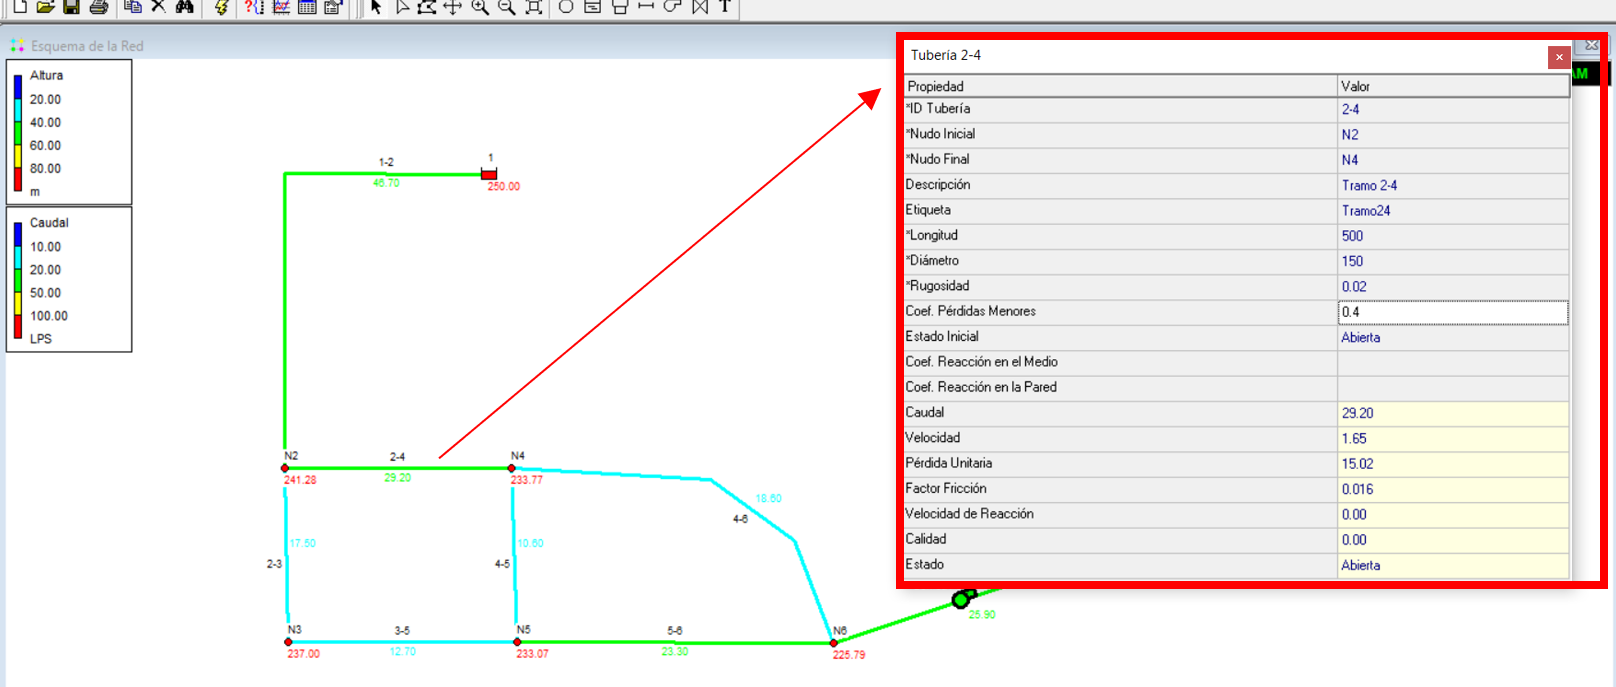 Esquema de la Red
Altura
20.00
40.00
60.00
80.00
m
Caudal
10.00
20.00
50.00
100.00
LPS
1-2
46.70
1
250.00
N2
241.28
2-4
29.20
N4
233.77
18.60
4-6
17.50
2-3
10.60
4-5
N3
237.00
3-5
12.70
N5
233.07
5-6
23.30
N6
225.79
25.90
AM
Tubería 2-4
Propiedad Valor
*ID Tubería 2-4
*Nudo Inicial N2
*Nudo Final N4
Descripción Tramo 2-4
Etiqueta Tramo24
*Longitud 500
*Diámetro 150
*Rugosidad 0.02
Coef. Pérdidas Menores 0.4
Estado Inicial Abierta
Coef. Reacción en el Medio
Coef. Reacción en la Pared
Caudal 29.20
Velocidad 1.65
Pérdida Unitaria 15.02
Factor Fricción 0.016
Velocidad de Reacción 0.00
Calidad 0.00
Estado Abierta